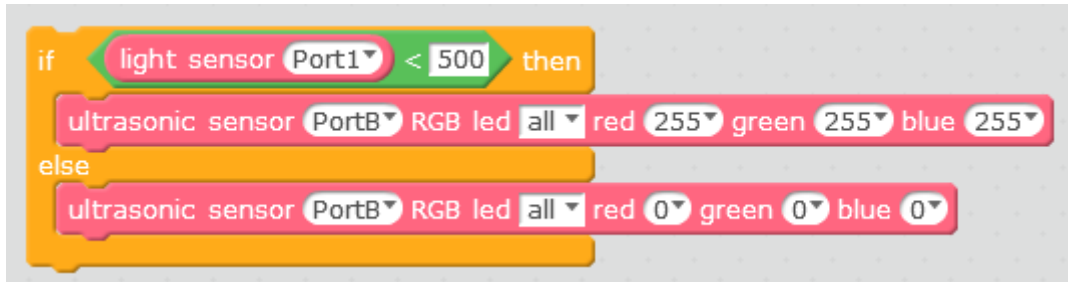 if light sensor Port1 < 500 then
ultrasonic sensor PortB RGB led all red 255 green 255 blue 255
else
ultrasonic sensor PortB RGB led all red 0 green 0 blue 0